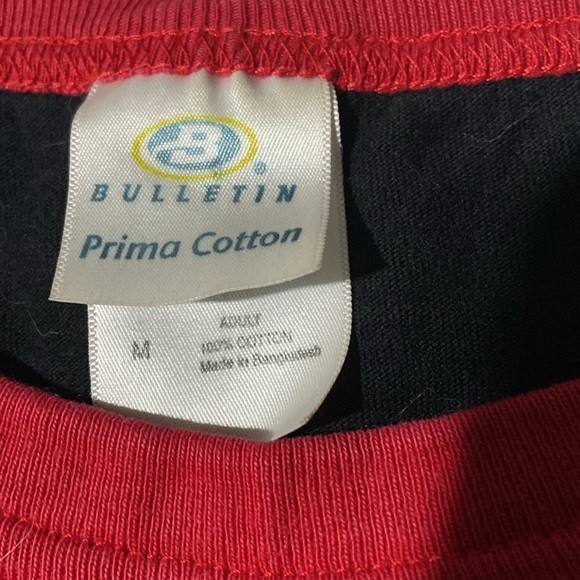 B
®
BULLETIN
Prima Cotton
ADULT
M 100% COTTON
Made in Bangladesh